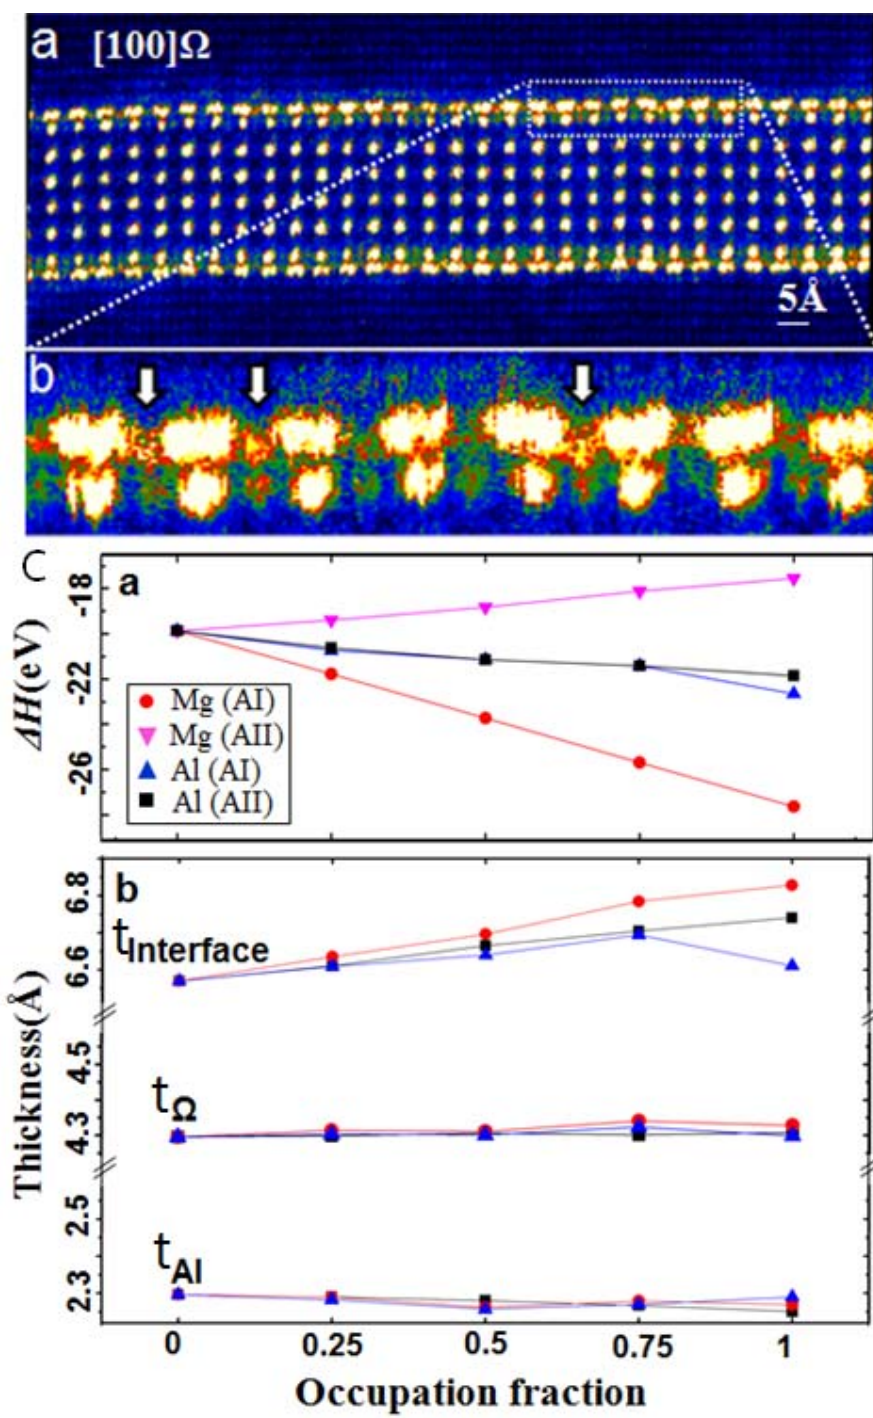 a [100]Ω
5Å
b
C
a
-18
-22
-26
ΔH(eV)
Mg (AI)
Mg (AII)
Al (AI)
Al (AII)
b
6.8
6.6
tInterface
4.5
4.3
tΩ
2.5
2.3
tAl
Thickness(Å)
0 0.25 0.5 0.75 1
Occupation fraction